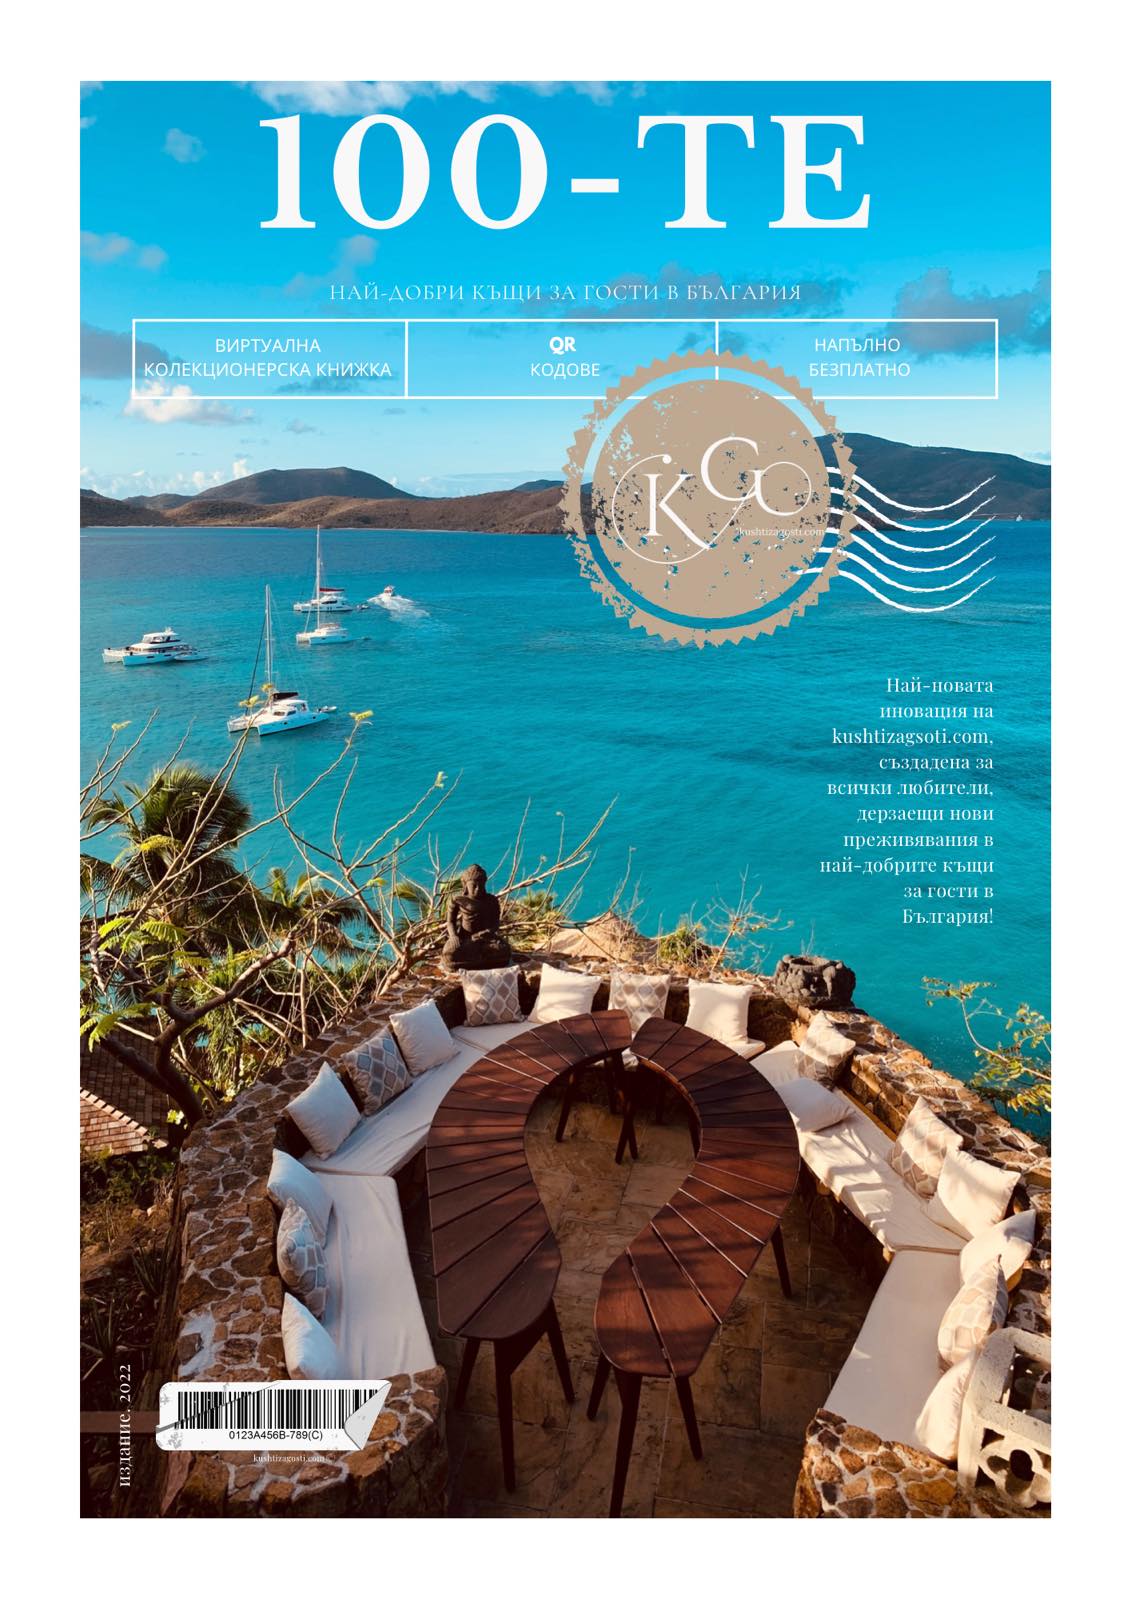 100-ТЕ
НАЙ-ДОБРИ КЪЩИ ЗА ГОСТИ В БЪЛГАРИЯ
ВИРТУАЛНА
КОЛЕКЦИОНЕРСКА КНИЖКА
QR
КОДОВЕ
НАПЪЛНО
БЕЗПЛАТНО
KGO
kushtizagosti.com
Най-новата
иновация на
kushtizagsoti.com,
създадена за
всички любители,
дерзаещи нови
преживявания в
най-добрите къщи
за гости в
България!
издание. 2022
0123A456B-789(C)
kushtizagosti.com©